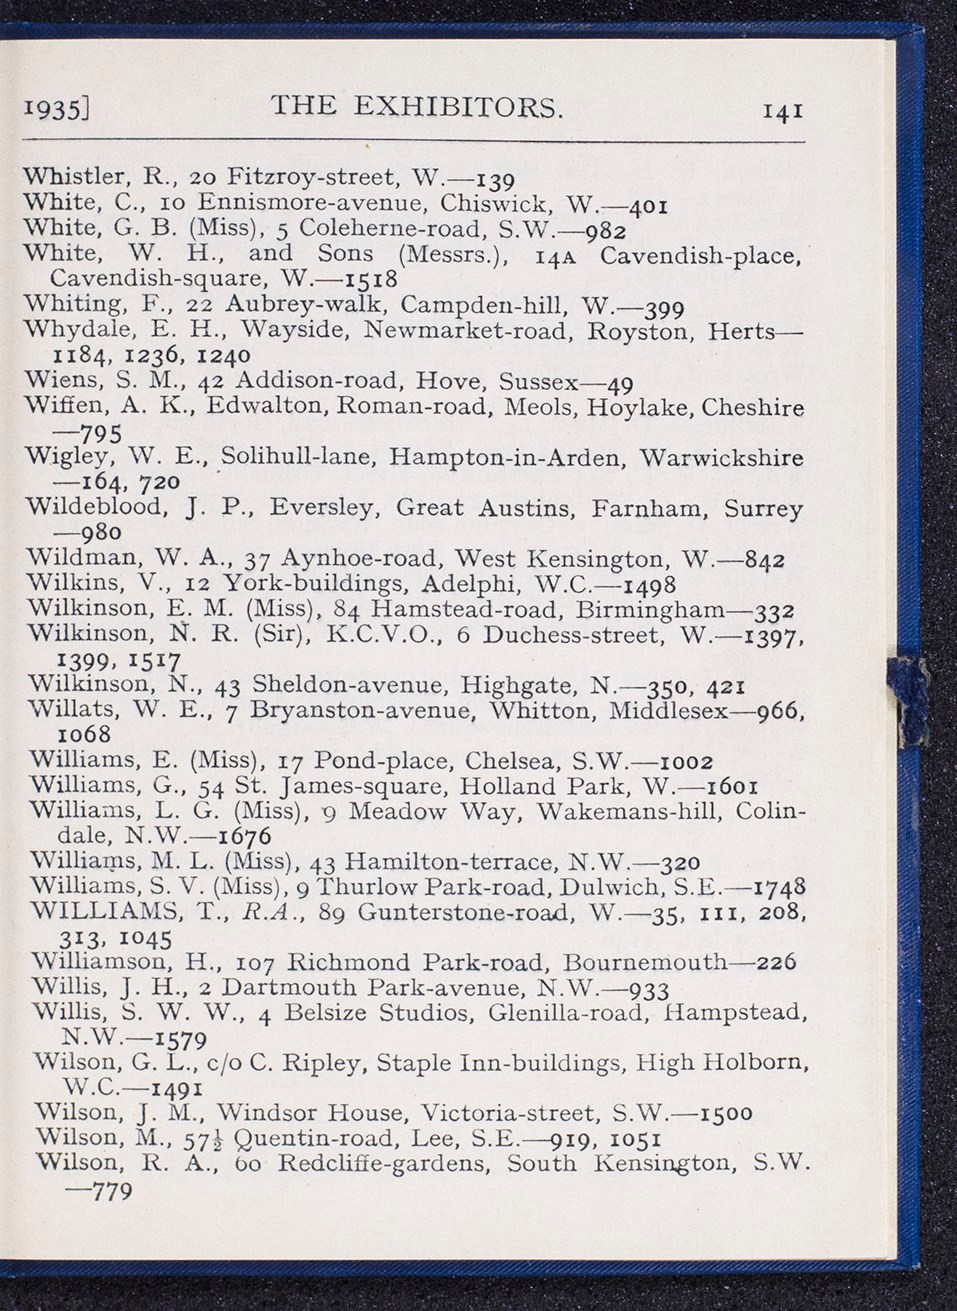 1935] THE EXHIBITORS. 141
Whistler, R., 20 Fitzroy-street, W.—139
White, C., 10 Ennismore-avenue, Chiswick, W.—401
White, G. B. (Miss), 5 Coleherne-road, S.W.—982
White, W. H., and Sons (Messrs.), 14A Cavendish-place,
Cavendish-square, W.—1518
Whiting, F., 22 Aubrey-walk, Campden-hill, W.—399
Whydale, E. H., Wayside, Newmarket-road, Royston, Herts—
1184, 1236, 1240
Wiens, S. M., 42 Addison-road, Hove, Sussex—49
Wiffen, A. K., Edwalton, Roman-road, Meols, Hoylake, Cheshire
—795
Wigley, W. E., Solihull-lane, Hampton-in-Arden, Warwickshire
—164, 720
Wildeblood, J. P., Eversley, Great Austins, Farnham, Surrey
—980
Wildman, W. A., 37 Aynhoe-road, West Kensington, W.—842
Wilkins, V., 12 York-buildings, Adelphi, W.C.—1498
Wilkinson, E. M. (Miss), 84 Hamstead-road, Birmingham—332
Wilkinson, N. R. (Sir), K.C.V.O., 6 Duchess-street, W.—1397,
1399, 1517
Wilkinson, N., 43 Sheldon-avenue, Highgate, N.—350, 421
Willats, W. E., 7 Bryanston-avenue, Whitton, Middlesex—966,
1068
Williams, E. (Miss), 17 Pond-place, Chelsea, S.W.—1002
Williams, G., 54 St. James-square, Holland Park, W.—1601
Williams, L. G. (Miss), 9 Meadow Way, Wakemans-hill, Colin-
dale, N.W.—1676
Williams, M. L. (Miss), 43 Hamilton-terrace, N.W.—320
Williams, S. V. (Miss), 9 Thurlow Park-road, Dulwich, S.E.—1748
WILLIAMS, T., R.A., 89 Gunterstone-road, W.—35, 111, 208,
313, 1045
Williamson, H., 107 Richmond Park-road, Bournemouth—226
Willis, J. H., 2 Dartmouth Park-avenue, N.W.—933
Willis, S. W. W., 4 Belsize Studios, Glenilla-road, Hampstead,
N.W.—1579
Wilson, G. L., c/o C. Ripley, Staple Inn-buildings, High Holborn,
W.C.—1491
Wilson, J. M., Windsor House, Victoria-street, S.W.—1500
Wilson, M., 57½ Quentin-road, Lee, S.E.—919, 1051
Wilson, R. A., 60 Redcliffe-gardens, South Kensington, S.W.
—779